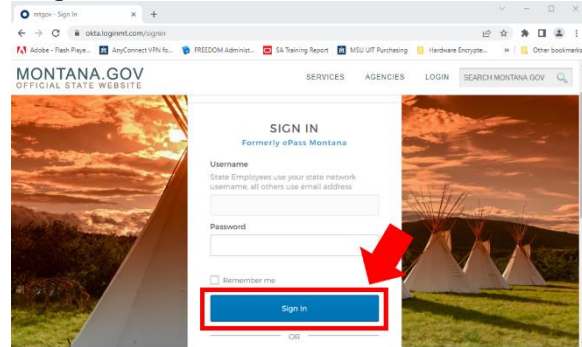 mtgov - Sign In
okta.loginmt.com/signin
Adobe - Flash Playe... AnyConnect VPN fo... FREEDOM Administ... SA Training Report MSU UIT Purchasing Hardware Encrypte... » Other bookmarks
MONTANA.GOV SERVICES AGENCIES LOGIN SEARCH MONTANA.GOV
OFFICIAL STATE WEBSITE
SIGN IN
Formerly ePass Montana
Username
State Employees use your state network
username, all others use email address
Password
Remember me
Sign In
OR